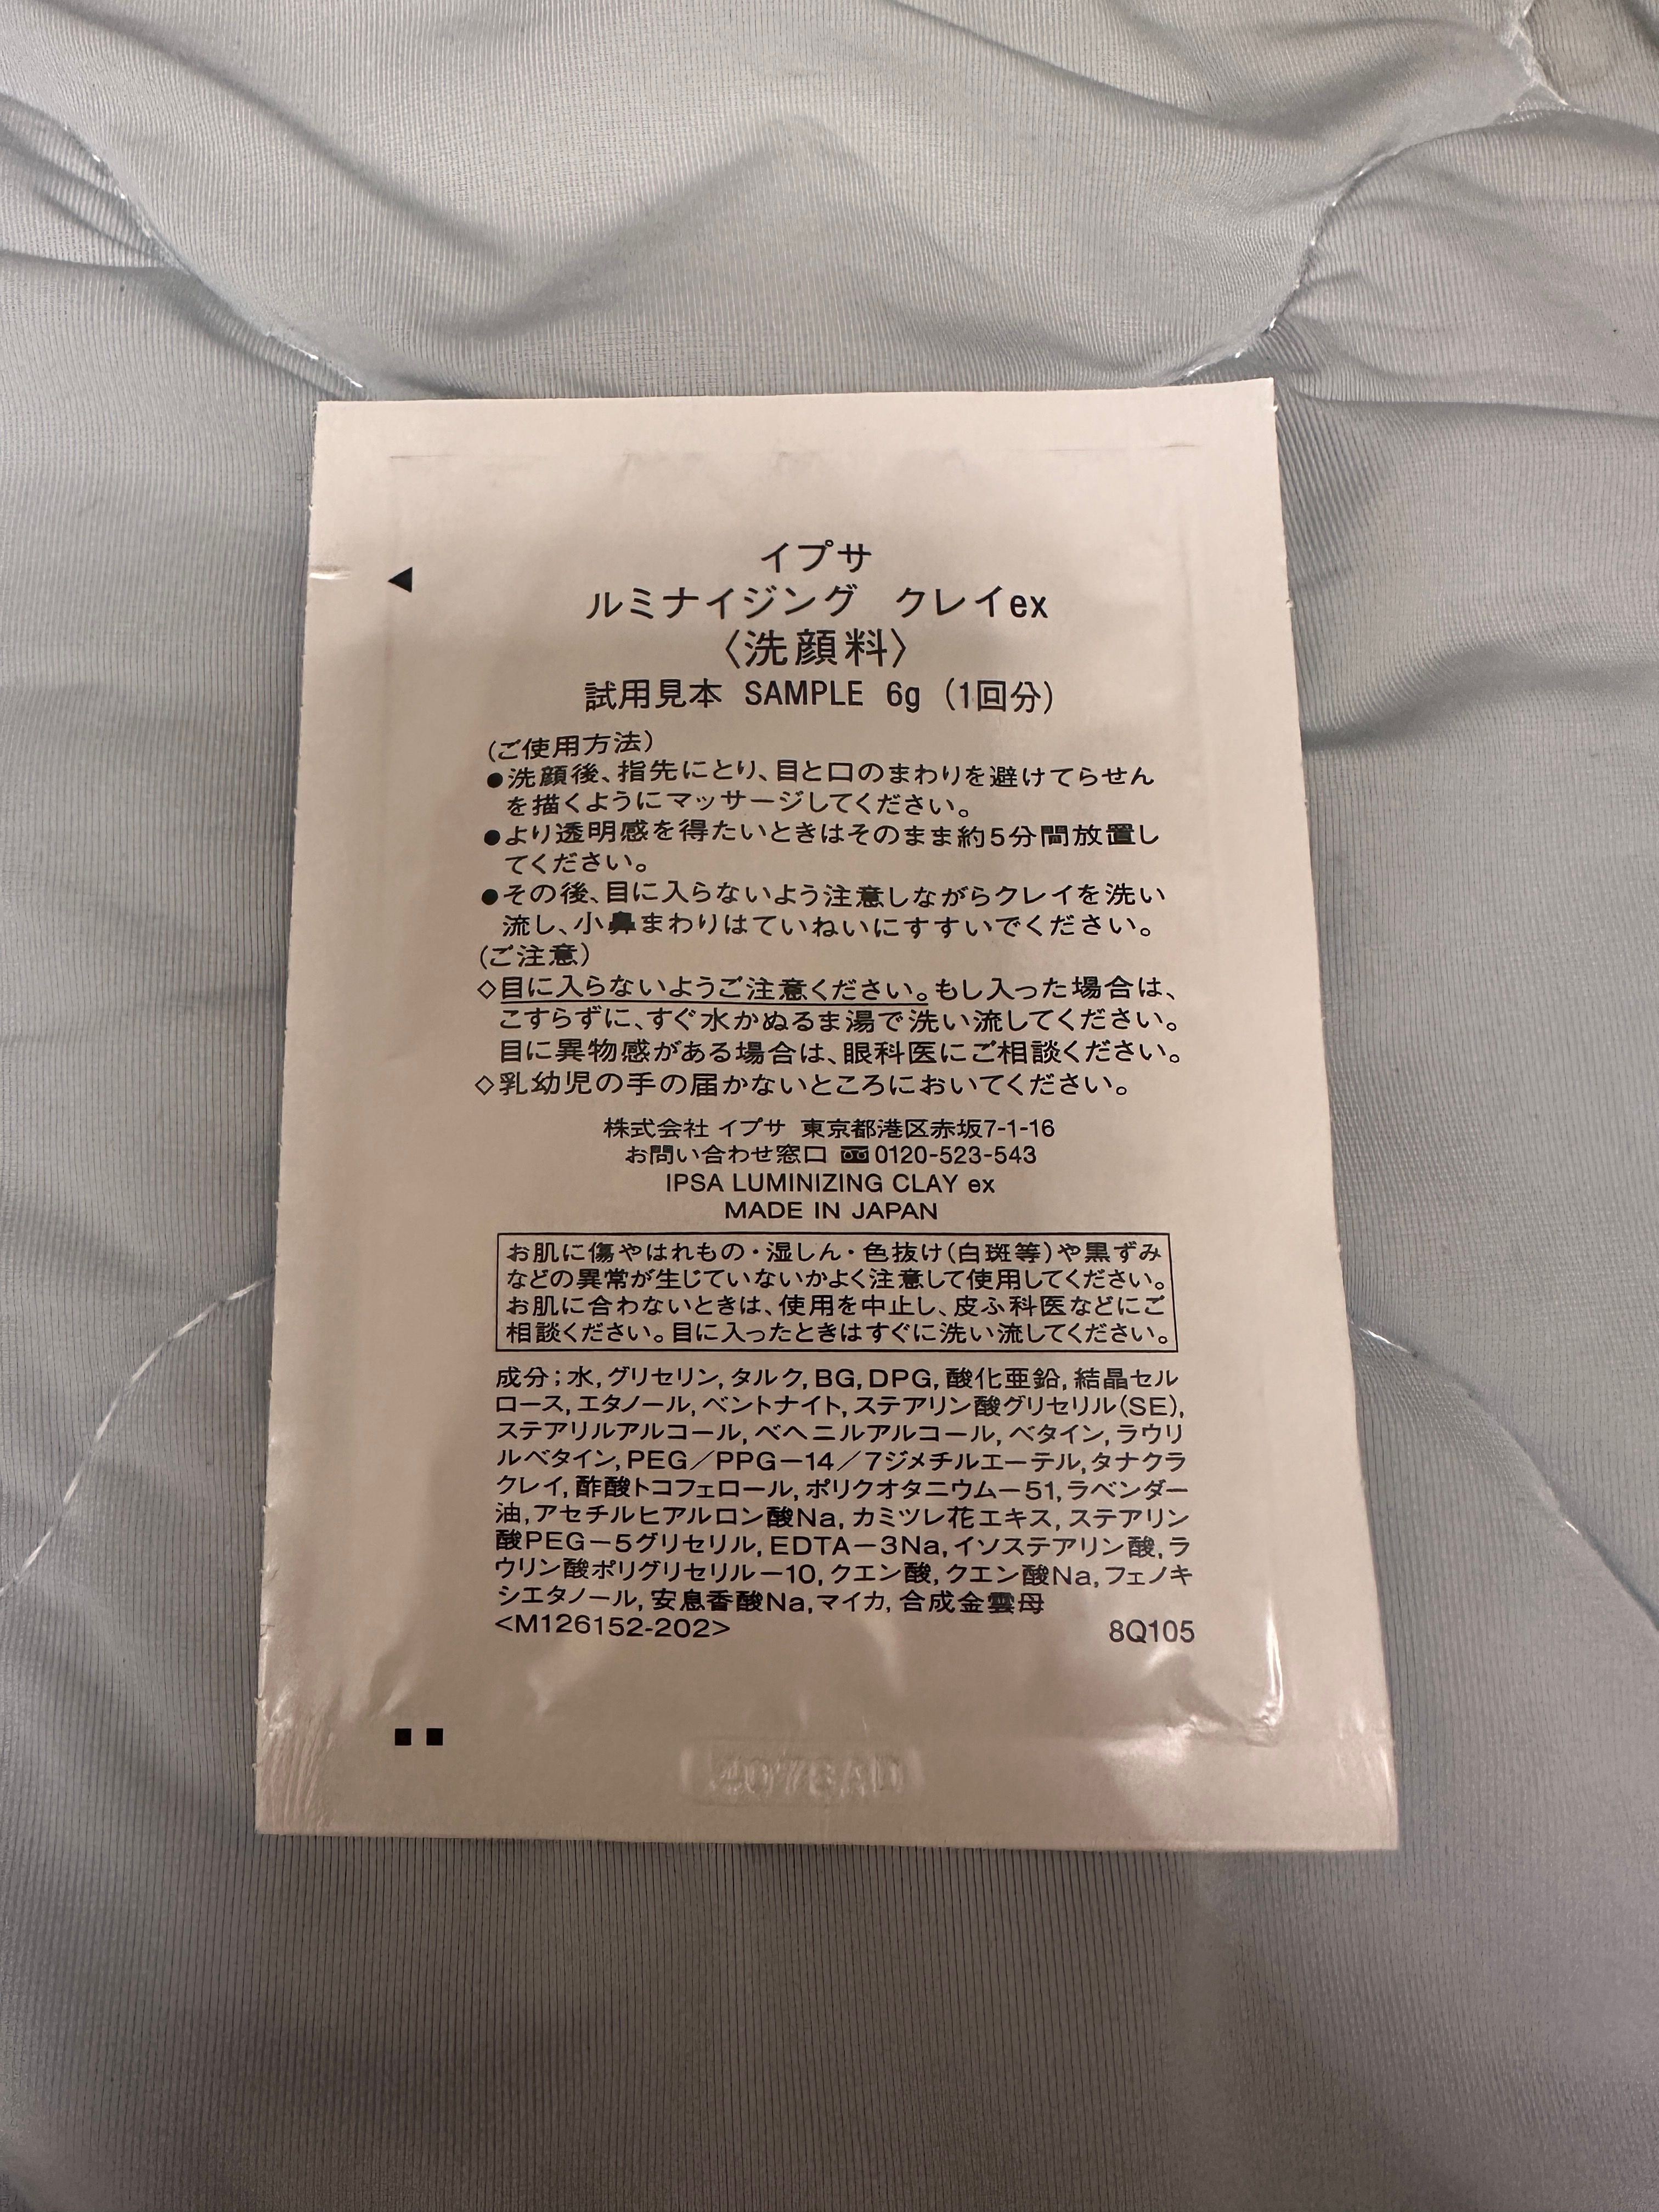 イプサ
ルミナイジング クレイex
〈洗顔料〉
試用見本 SAMPLE 6g (1回分)
(ご使用方法)
●洗顔後、指先にとり、目と口のまわりを避けてらせん
を描くようにマッサージしてください。
●より透明感を得たいときはそのまま約5分間放置し
てください。
●その後、目に入らないよう注意しながらクレイを洗い
流し、小鼻まわりはていねいにすすいでください。
(ご注意)
◇目に入らないようご注意ください。もし入った場合は、
こすらずに、すぐ水かぬるま湯で洗い流してください。
目に異物感がある場合は、眼科医にご相談ください。
◇乳幼児の手の届かないところにおいてください。
株式会社 イプサ 東京都港区赤坂7-1-16
お問い合わせ窓口 0120-523-543
IPSA LUMINIZING CLAY ex
MADE IN JAPAN
お肌に傷やはれもの・湿しん・色抜け(白斑等)や黒ずみ
などの異常が生じていないかよく注意して使用してください。
お肌に合わないときは、使用を中止し、皮ふ科医などにご
相談ください。目に入ったときはすぐに洗い流してください。
成分;水,グリセリン,タルク,BG,DPG,酸化亜鉛,結晶セル
ロース,エタノール,ベントナイト,ステアリン酸グリセリル(SE),
ステアリルアルコール,ベヘニルアルコール,ベタイン,ラウリ
ルベタイン,PEG/PPG-14/7ジメチルエーテル,タナクラ
クレイ,酢酸トコフェロール,ポリクオタニウム-51,ラベンダー
油,アセチルヒアルロン酸Na,カミツレ花エキス,ステアリン
酸PEG-5グリセリル,EDTA-3Na,イソステアリン酸,ラ
ウリン酸ポリグリセリル-10,クエン酸,クエン酸Na,フェノキ
シエタノール,安息香酸Na,マイカ,合成金雲母
<M126152-202> 8Q105